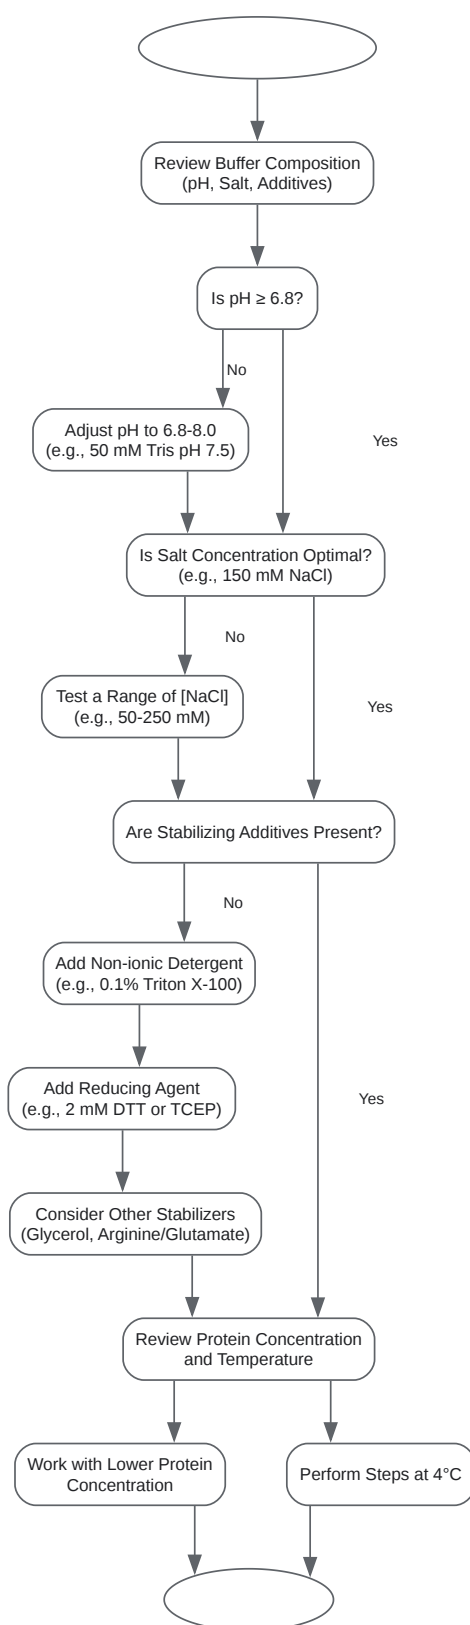 Review Buffer Composition
(pH, Salt, Additives)
Is pH ≥ 6.8?
No
Adjust pH to 6.8-8.0
(e.g., 50 mM Tris pH 7.5)
Yes
Is Salt Concentration Optimal?
(e.g., 150 mM NaCl)
No
Test a Range of [NaCl]
(e.g., 50-250 mM)
Yes
Are Stabilizing Additives Present?
No
Add Non-ionic Detergent
(e.g., 0.1% Triton X-100)
Add Reducing Agent
(e.g., 2 mM DTT or TCEP)
Yes
Consider Other Stabilizers
(Glycerol, Arginine/Glutamate)
Review Protein Concentration
and Temperature
Work with Lower Protein
Concentration
Perform Steps at 4°C